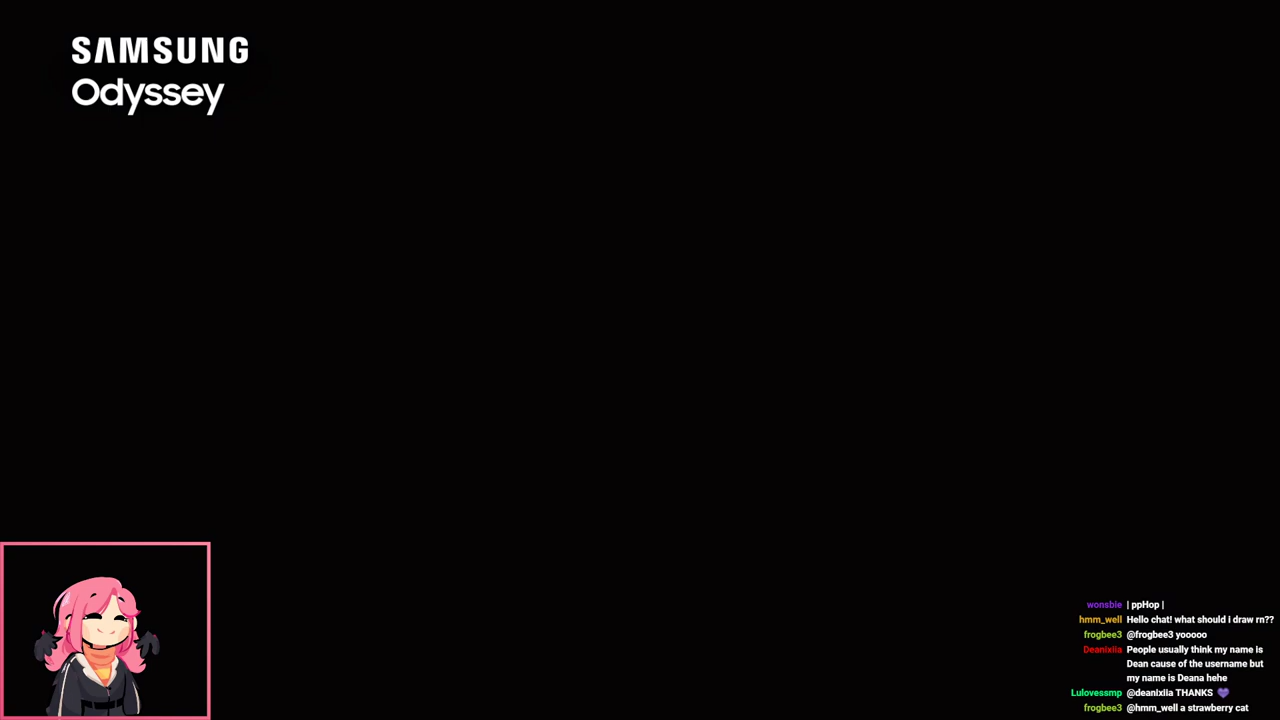 SAMSUNG
Odyssey
wonsbie | ppHop |
hmm_well Hello chat! what should I draw rn??
frogbee3 @frogbee3 yooooo
Deanixiia People usually think my name is
Dean cause of the username but
my name is Deana hehe
Lulovessmp @deanixiia THANKS 💜
frogbee3 @hmm_well a strawberry cat